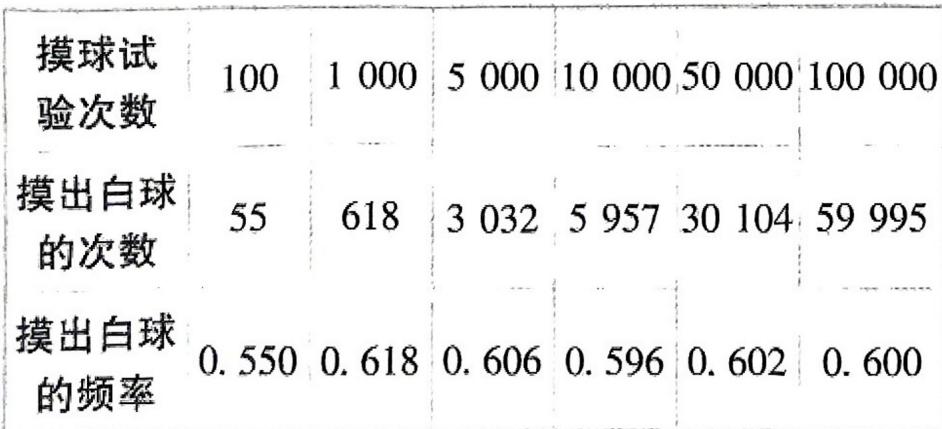 摸球试验次数 100 1 000 5 000 10 000 50 000 100 000
摸出白球的次数 55 618 3 032 5 957 30 104 59 995
摸出白球的频率 0. 550 0. 618 0. 606 0. 596 0. 602 0. 600